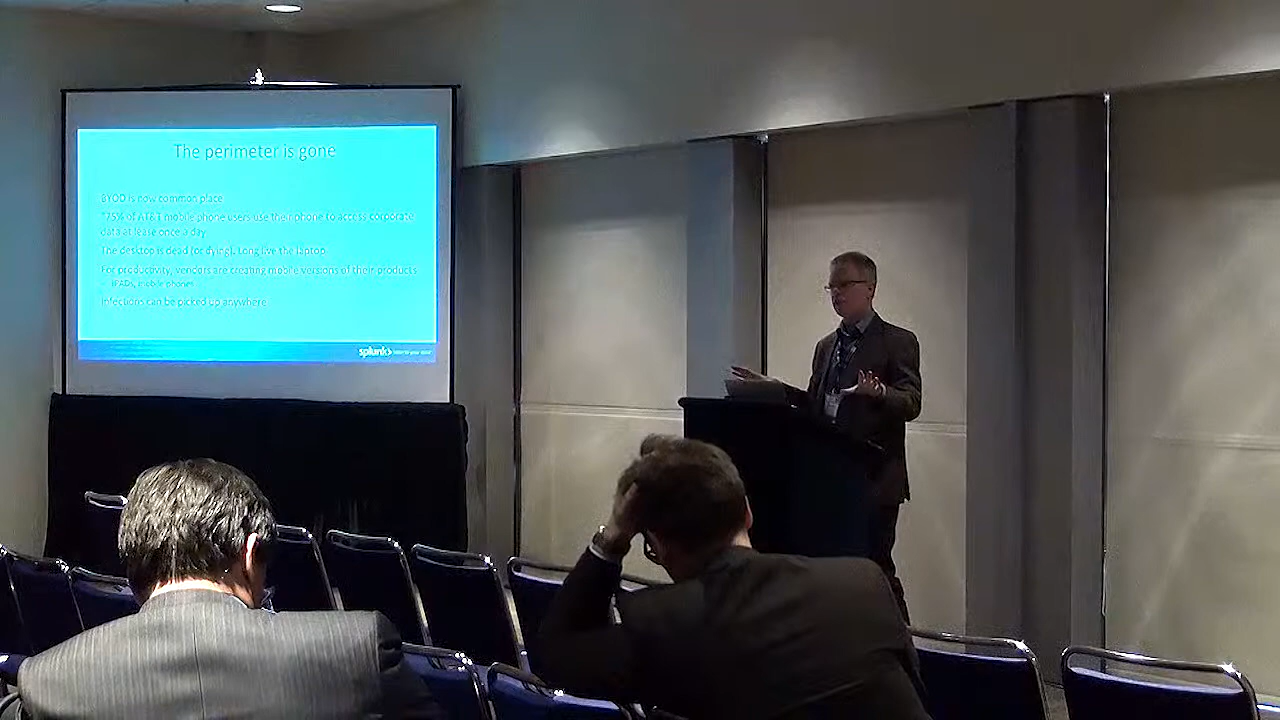 The perimeter is gone
BYOD is now common place
"75% of AT&T mobile phone users use their phone to access corporate
data at lease once a day
The desktop is dead (or dying). Long live the laptop
For productivity, vendors are creating mobile versions of their products
– iPADs, mobile phones
Infections can be picked up anywhere
splunk>